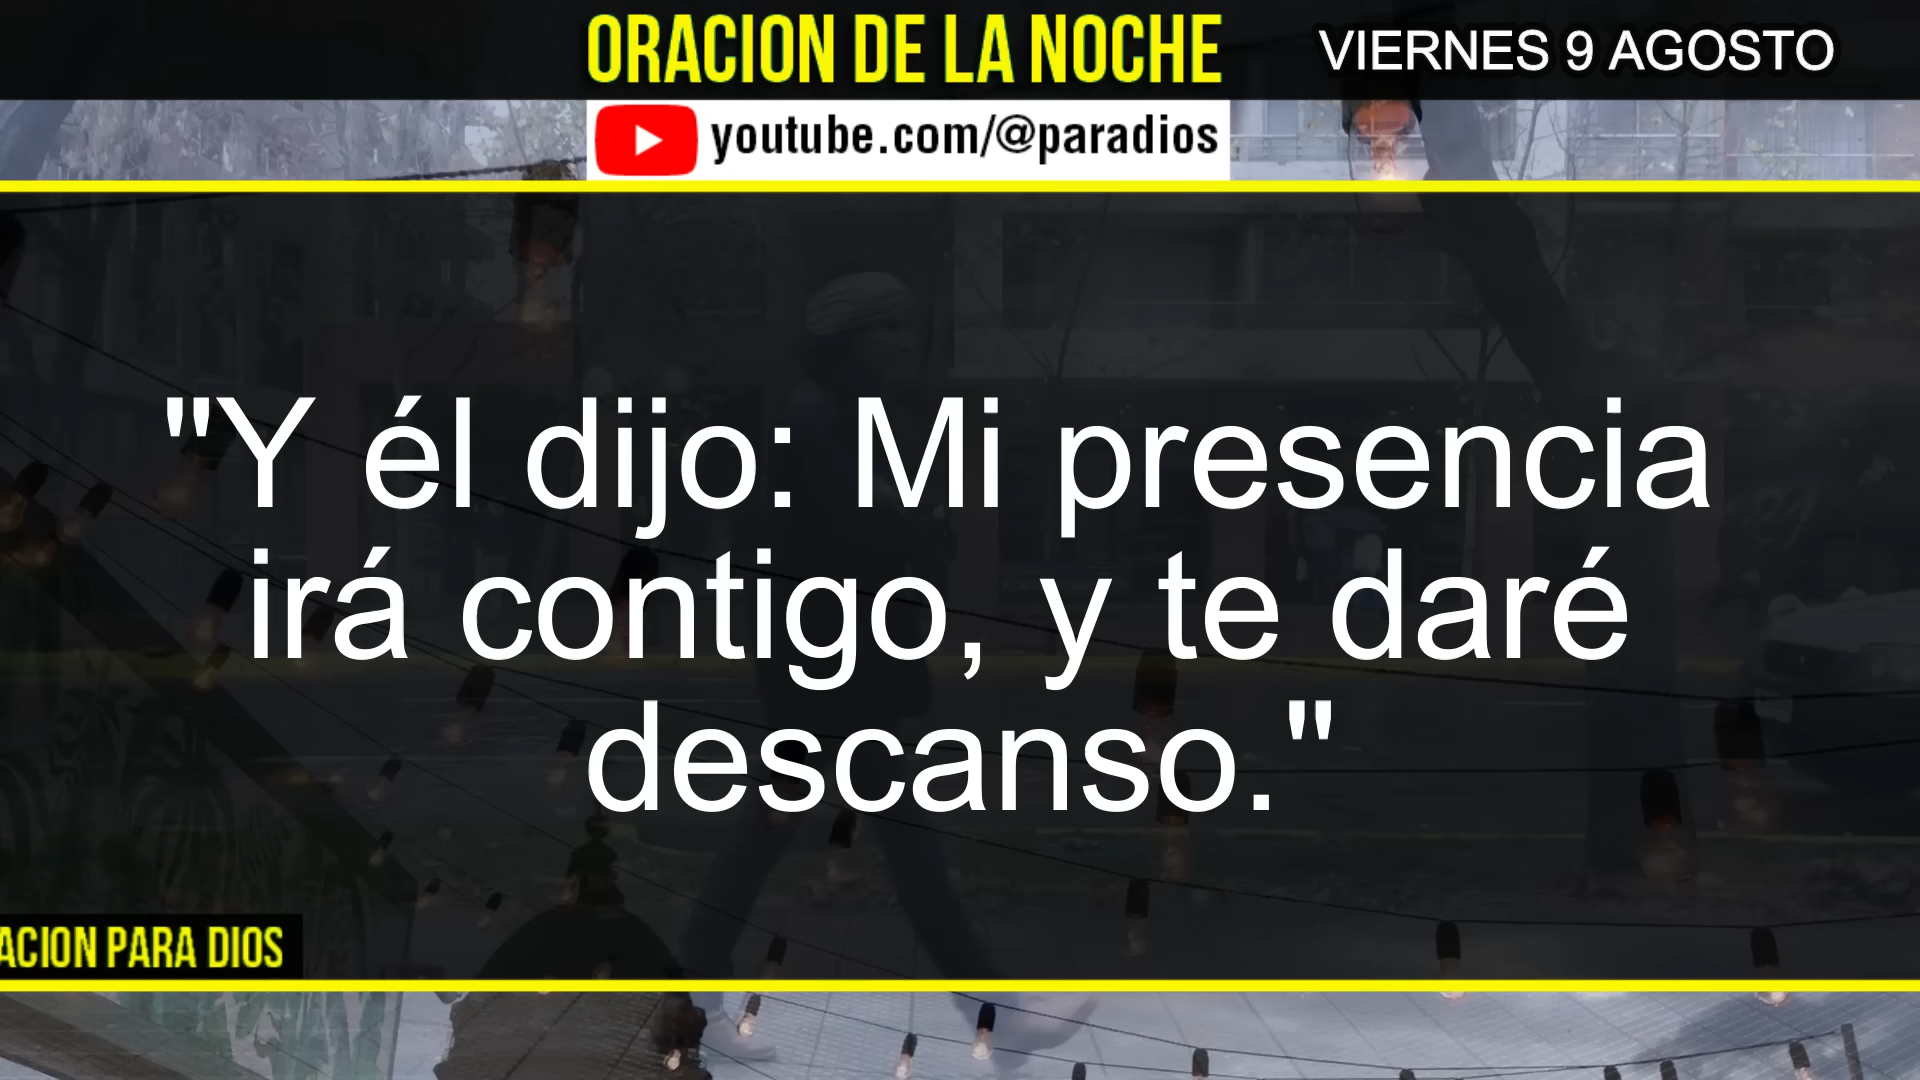 ORACION DE LA NOCHE
VIERNES 9 AGOSTO
youtube.com/@paradios
"Y él dijo: Mi presencia
irá contigo, y te daré
descanso."
ACION PARA DIOS